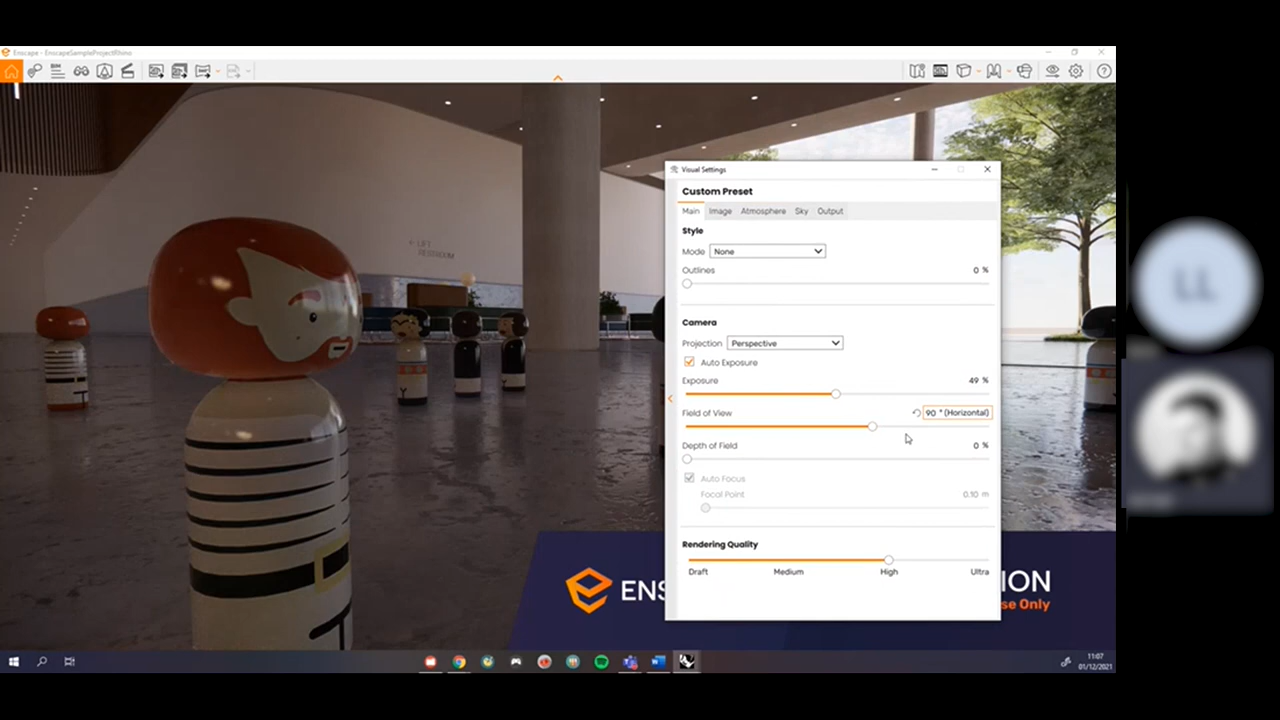 Enscape - EnscapeSampleProjectRhino
← LIFT
RESTROOM
Visual Settings
Custom Preset
Main Image Atmosphere Sky Output
Style
Mode None
Outlines 0 %
Camera
Projection Perspective
Auto Exposure
Exposure 49 %
Field of View 90 ° (Horizontal)
Depth of Field 0 %
Auto Focus
Focal Point 0.10 m
Rendering Quality
Draft Medium High Ultra
ENS ION
se Only
LL
11:07
01/12/2021